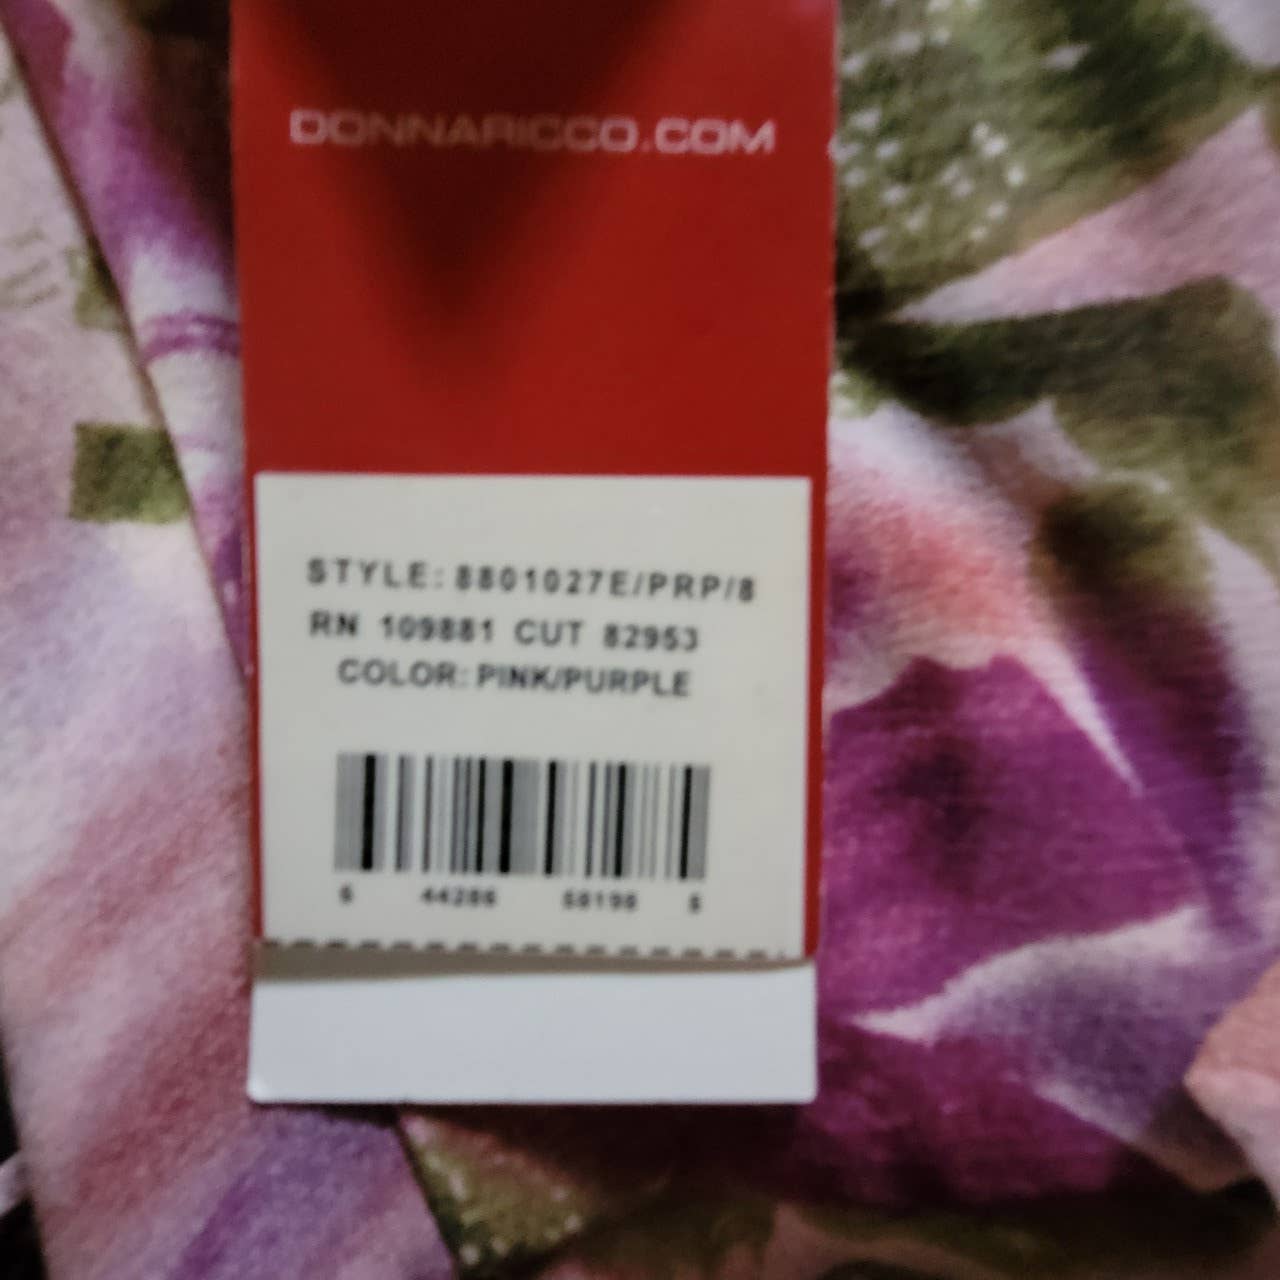 DONNARICCO.COM
STYLE: 8801027E/PRP/8
RN 109881 CUT 82953
COLOR: PINK/PURPLE